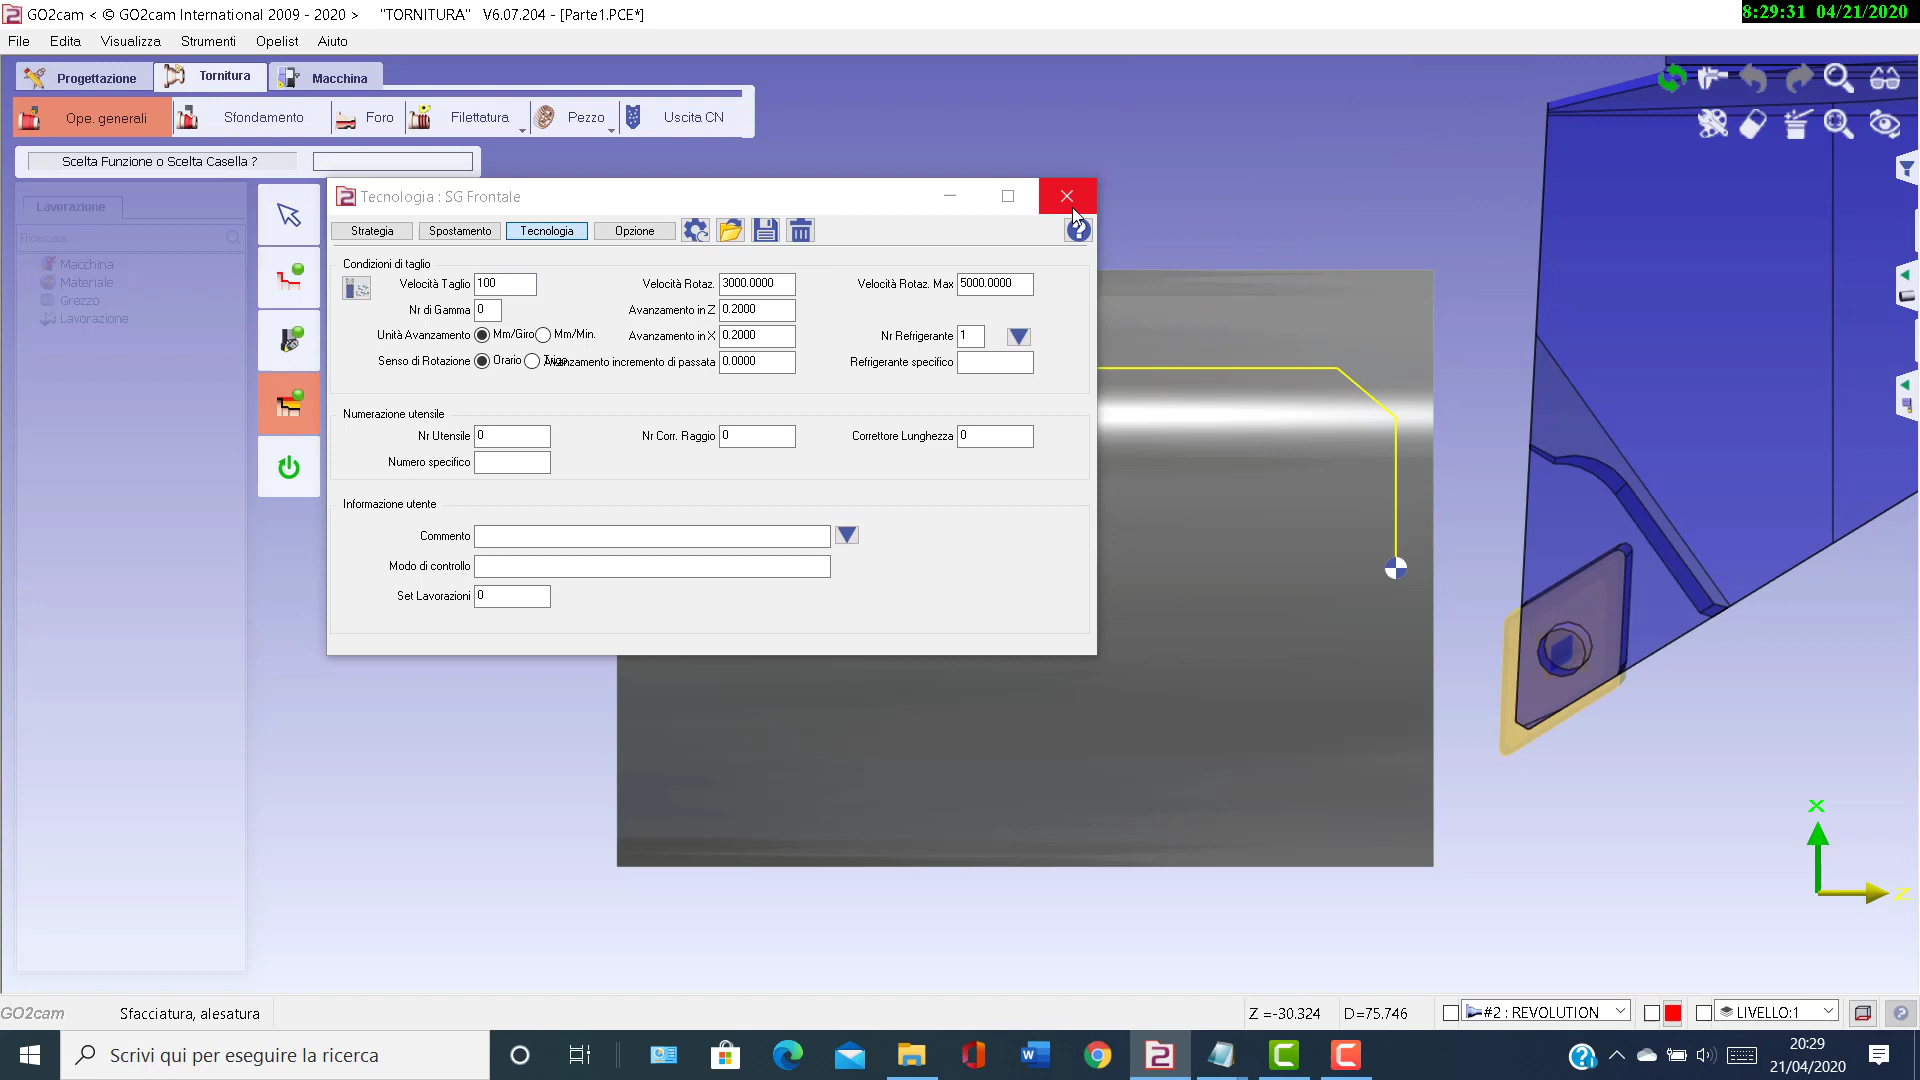 GO2cam < © GO2cam International 2009 - 2020 > "TORNITURA" V6.07.204 - [Parte1.PCE*]
8:29:31 04/21/2020
File Edita Visualizza Strumenti Opelist Aiuto
Progettazione Tornitura Macchina
Ope. generali Sfondamento Foro Filettatura Pezzo Uscita CN
Scelta Funzione o Scelta Casella ?
Lavorazione
Ricercare
Macchina
Materiale
Grezzo
Lavorazione
Tecnologia : SG Frontale
Strategia Spostamento Tecnologia Opzione
Condizioni di taglio
Velocità Taglio 100 Velocità Rotaz. 3000.0000 Velocità Rotaz. Max 5000.0000
Nr di Gamma 0 Avanzamento in Z 0.2000
Unità Avanzamento Mm/Giro Mm/Min. Avanzamento in X 0.2000 Nr Refrigerante 1
Senso di Rotazione Orario Avanzamento incremento di passata 0.0000 Refrigerante specifico
Numerazione utensile
Nr Utensile 0 Nr Corr. Raggio 0 Correttore Lunghezza 0
Numero specifico
Informazione utente
Commento
Modo di controllo
Set Lavorazioni 0
X
Z
GO2cam Sfacciatura, alesatura Z =-30.324 D=75.746 #2 : REVOLUTION LIVELLO:1
Scrivi qui per eseguire la ricerca
20:29
21/04/2020